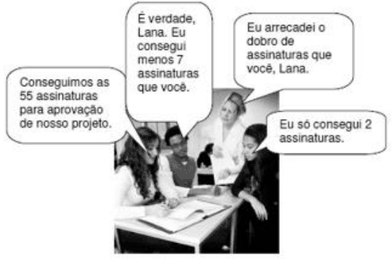 Conseguimos as
55 assinaturas
para aprovação
de nosso projeto.
É verdade,
Lana. Eu
consegui
menos 7
assinaturas
que você.
Eu arrecadei o
dobro de
assinaturas que
você, Lana.
Eu só consegui 2
assinaturas.